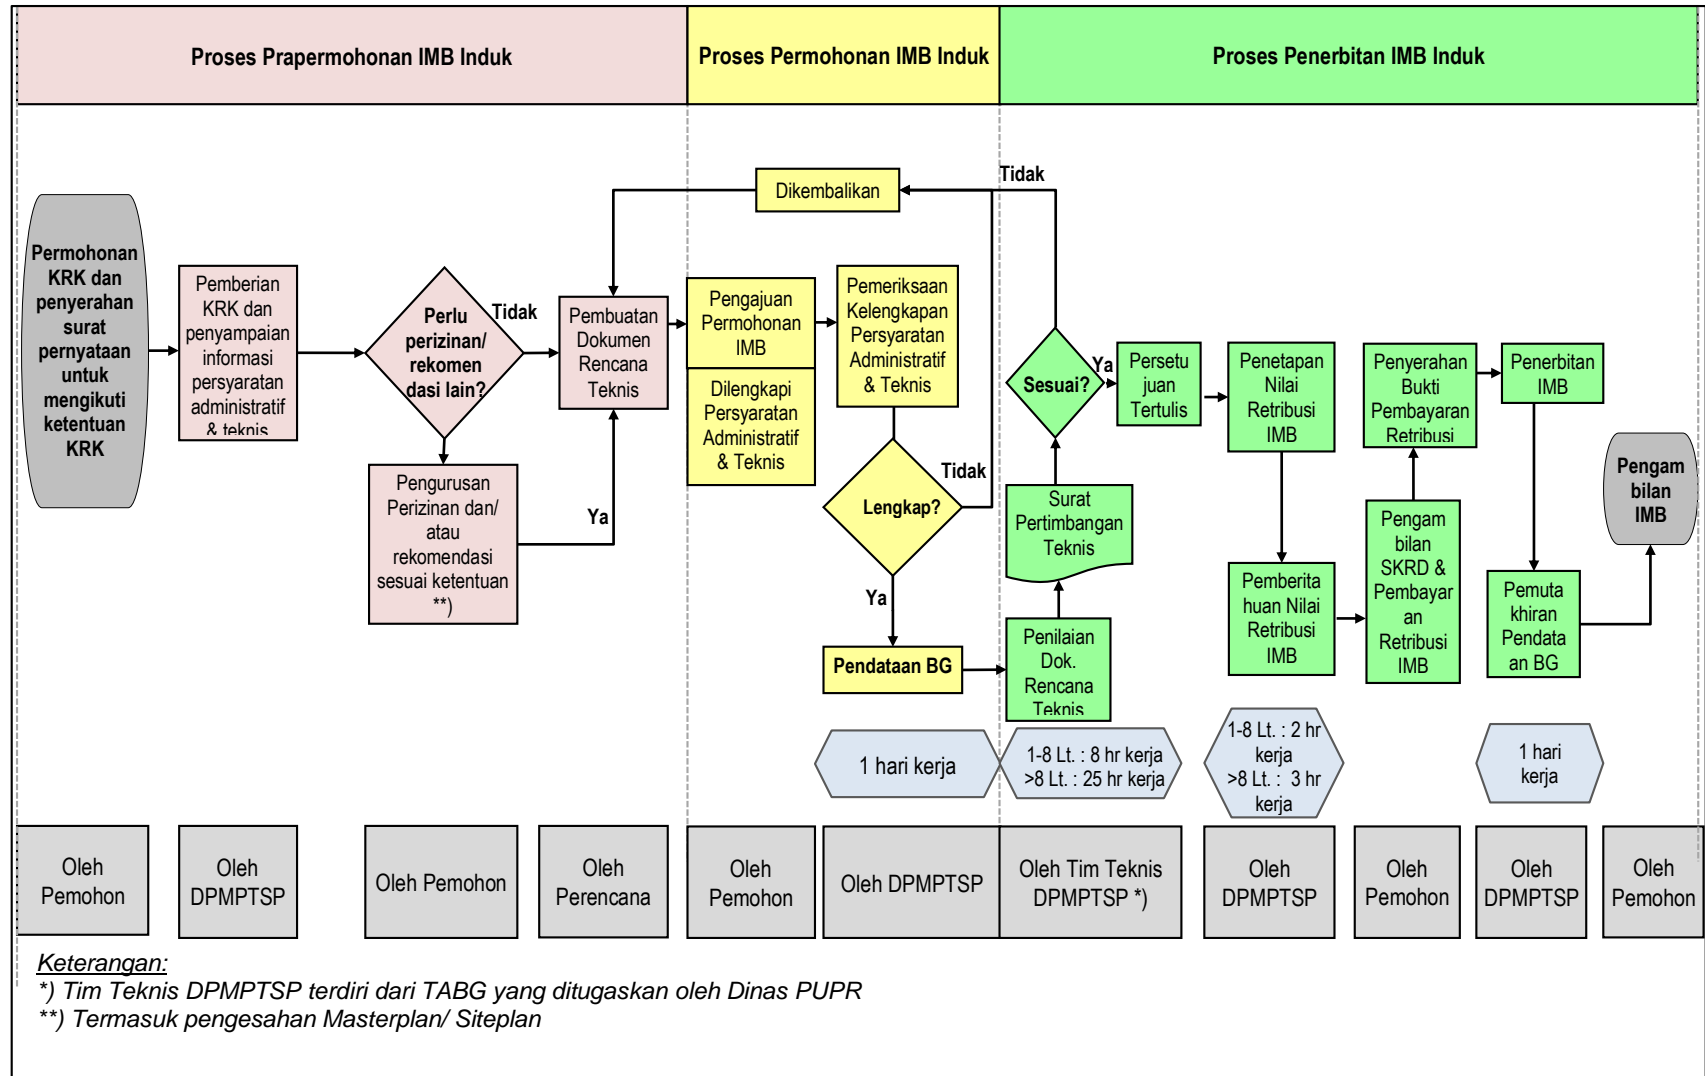 Proses Prapermohonan IMB Induk
Proses Permohonan IMB Induk
Proses Penerbitan IMB Induk
Permohonan
KRK dan
penyerahan
surat
pernyataan
untuk
mengikuti
ketentuan
KRK
Pemberian
KRK dan
penyampaian
informasi
persyaratan
administratif
& teknis
Perlu
perizinan/
rekomen
dasi lain?
Tidak
Pengurusan
Perizinan dan/
atau
rekomendasi
sesuai ketentuan
**)
Ya
Pembuatan
Dokumen
Rencana
Teknis
Dikembalikan
Pengajuan
Permohonan
IMB
Dilengkapi
Persyaratan
Administratif
& Teknis
Pemeriksaan
Kelengkapan
Persyaratan
Administratif
& Teknis
Lengkap?
Tidak
Ya
Pendataan BG
Tidak
Sesuai?
Ya
Surat
Pertimbangan
Teknis
Penilaian
Dok.
Rencana
Teknis
Persetu
juan
Tertulis
Penetapan
Nilai
Retribusi
IMB
Pemberita
huan Nilai
Retribusi
IMB
Penyerahan
Bukti
Pembayaran
Retribusi
Pengam
bilan
SKRD &
Pembayar
an
Retribusi
IMB
Penerbitan
IMB
Pemuta
khiran
Pendata
an BG
Pengam
bilan
IMB
1 hari kerja
1-8 Lt. : 8 hr kerja
>8 Lt. : 25 hr kerja
1-8 Lt. : 2 hr
kerja
>8 Lt. : 3 hr
kerja
1 hari
kerja
Oleh
Pemohon
Oleh
DPMPTSP
Oleh Pemohon
Oleh
Perencana
Oleh
Pemohon
Oleh DPMPTSP
Oleh Tim Teknis
DPMPTSP *)
Oleh
DPMPTSP
Oleh
Pemohon
Oleh
DPMPTSP
Oleh
Pemohon
Keterangan:
*) Tim Teknis DPMPTSP terdiri dari TABG yang ditugaskan oleh Dinas PUPR
**) Termasuk pengesahan Masterplan/ Siteplan